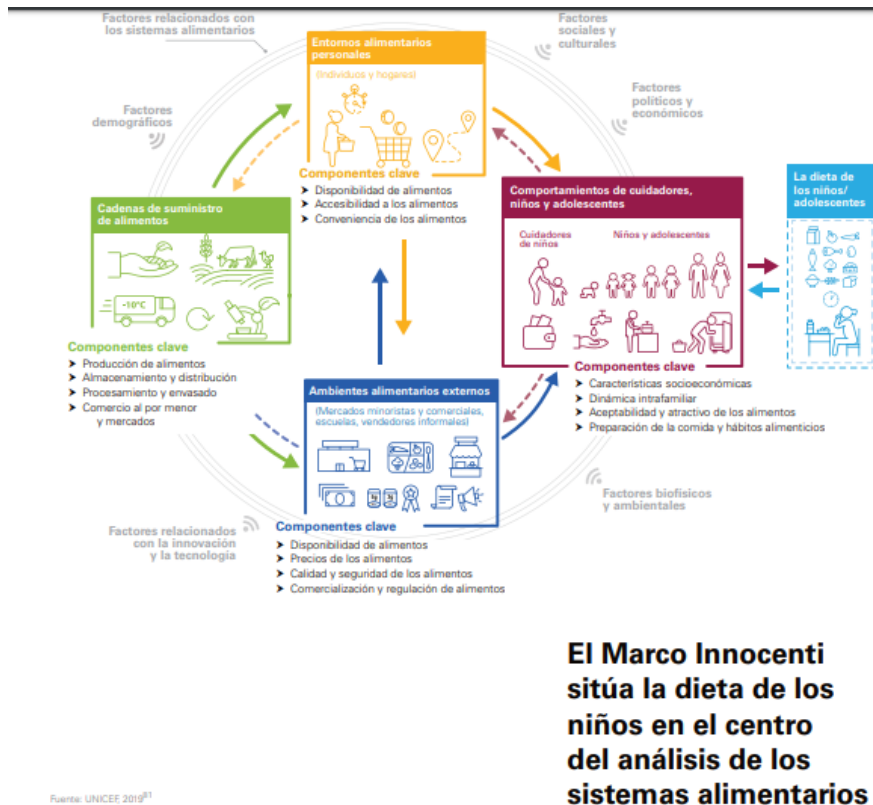 Factores relacionados con
los sistemas alimentarios
Factores
sociales y
culturales
Factores
demográficos
Factores
políticos y
económicos
Entornos alimentarios
personales
(Individuos y hogares)
Componentes clave
➤ Disponibilidad de alimentos
➤ Accesibilidad a los alimentos
➤ Conveniencia de los alimentos
Cadenas de suministro
de alimentos
-10°C
Componentes clave
➤ Producción de alimentos
➤ Almacenamiento y distribución
➤ Procesamiento y envasado
➤ Comercio al por menor
y mercados
Comportamientos de cuidadores,
niños y adolescentes
Cuidadores
de niños
Niños y adolescentes
Componentes clave
➤ Características socioeconómicas
➤ Dinámica intrafamiliar
➤ Aceptabilidad y atractivo de los alimentos
➤ Preparación de la comida y hábitos alimenticios
La dieta de
los niños/
adolescentes
Ambientes alimentarios externos
(Mercados minoristas y comerciales,
escuelas, vendedores informales)
Componentes clave
➤ Disponibilidad de alimentos
➤ Precios de los alimentos
➤ Calidad y seguridad de los alimentos
➤ Comercialización y regulación de alimentos
Factores relacionados
con la innovación
y la tecnología
Factores biofísicos
y ambientales
El Marco Innocenti
sitúa la dieta de los
niños en el centro
del análisis de los
sistemas alimentarios
Fuente: UNICEF, 2019